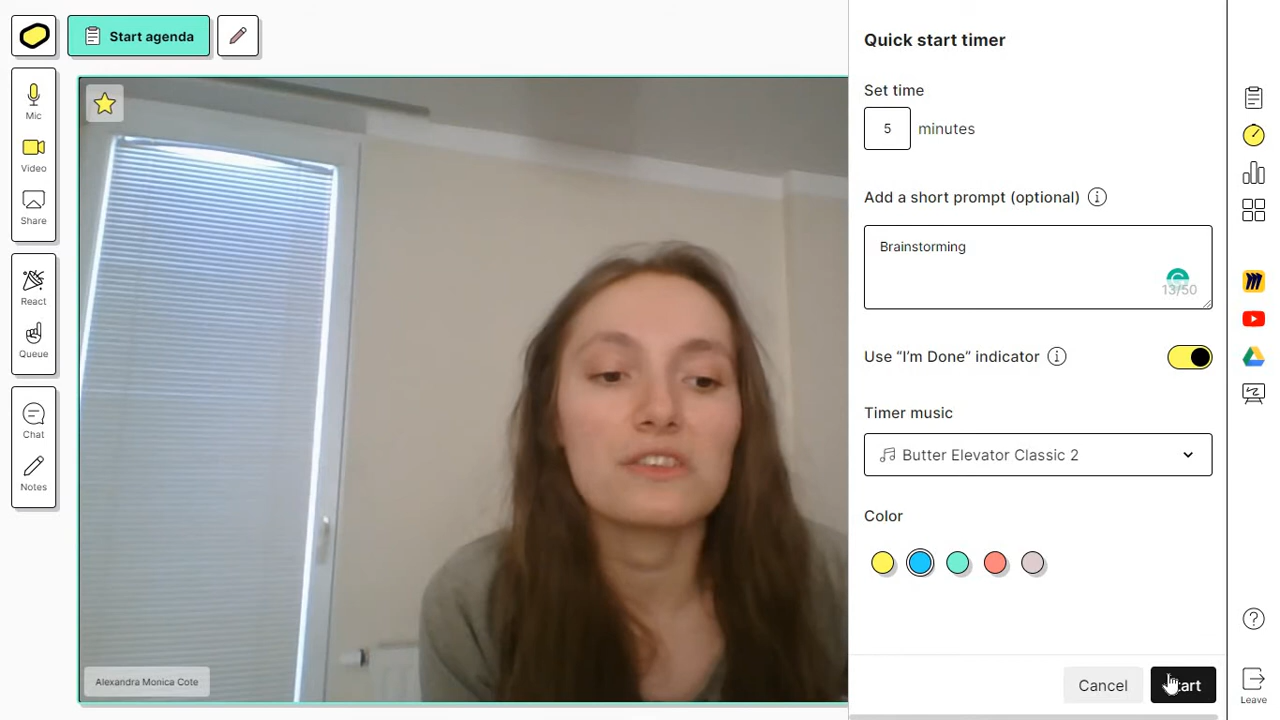 Start agenda
Mic
Video
Share
React
Queue
Chat
Notes
Alexandra Monica Cote
Quick start timer
Set time
5 minutes
Add a short prompt (optional)
Brainstorming
13/50
Use “I’m Done” indicator
Timer music
Butter Elevator Classic 2
Color
Cancel
Leave